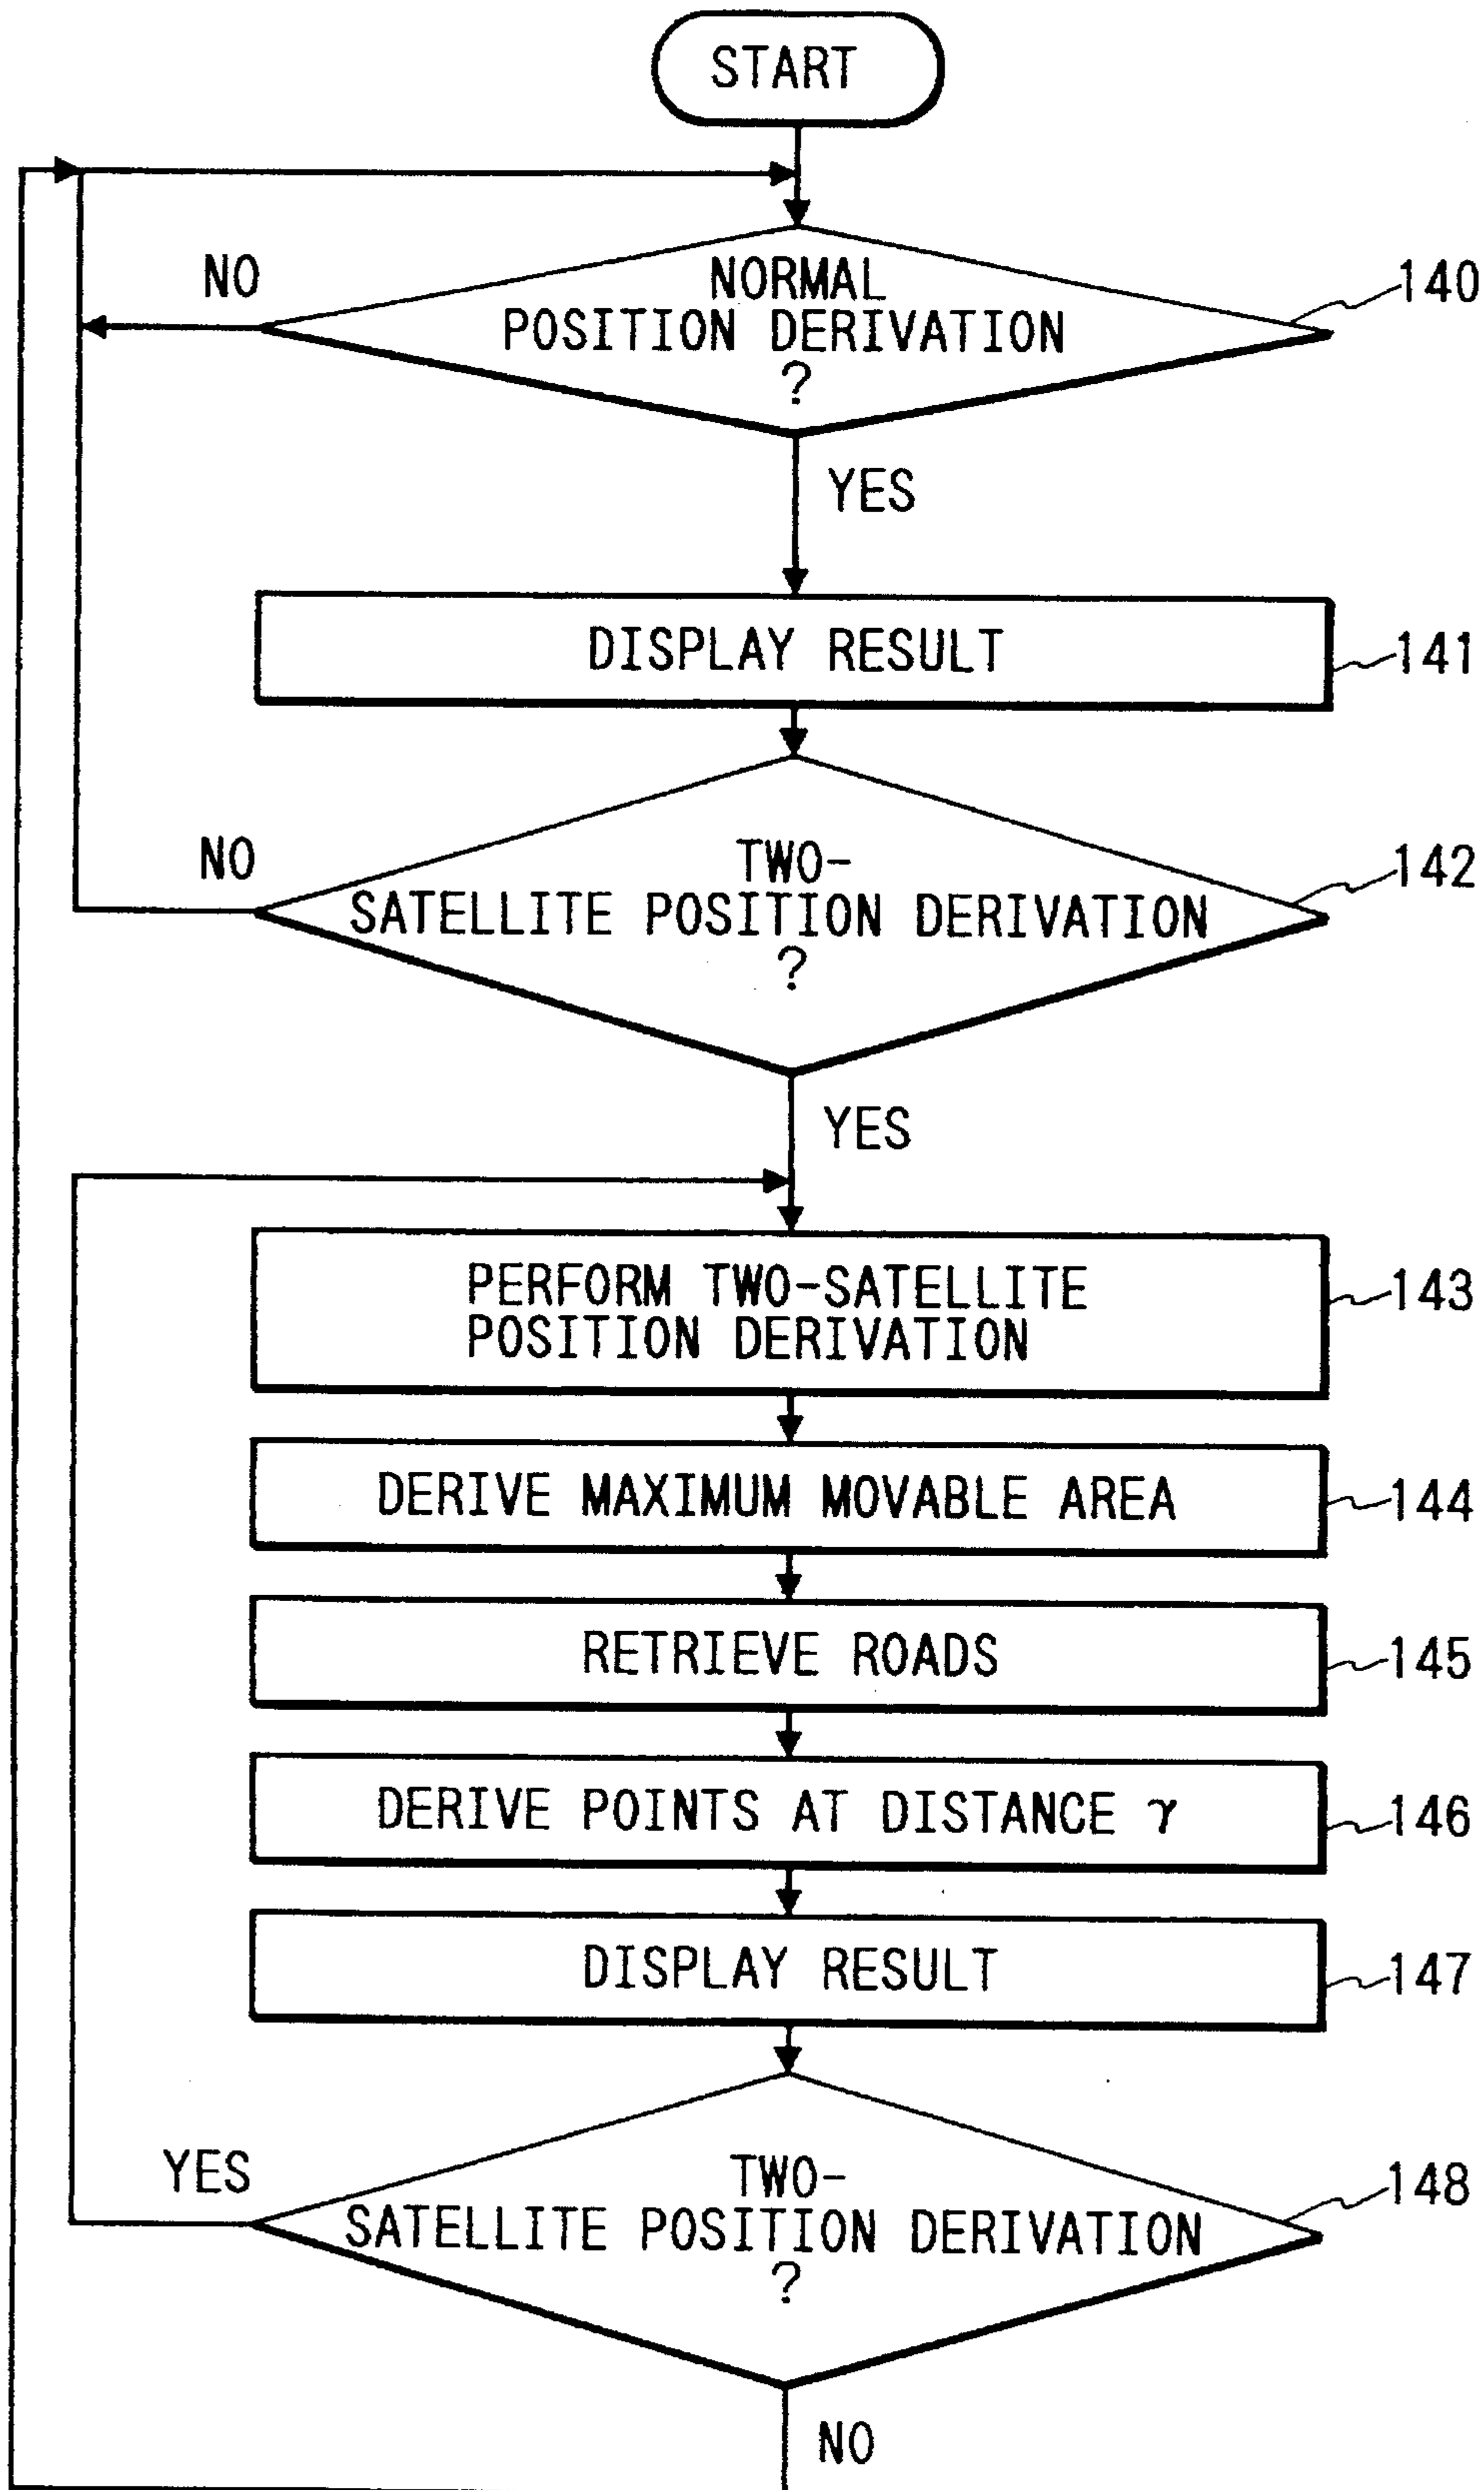 START
NO
NORMAL
POSITION DERIVATION
?
140
YES
DISPLAY RESULT
141
NO
TWO-
SATELLITE POSITION DERIVATION
?
142
YES
PERFORM TWO-SATELLITE
POSITION DERIVATION
143
DERIVE MAXIMUM MOVABLE AREA
144
RETRIEVE ROADS
145
DERIVE POINTS AT DISTANCE γ
146
DISPLAY RESULT
147
YES
TWO-
SATELLITE POSITION DERIVATION
?
148
NO